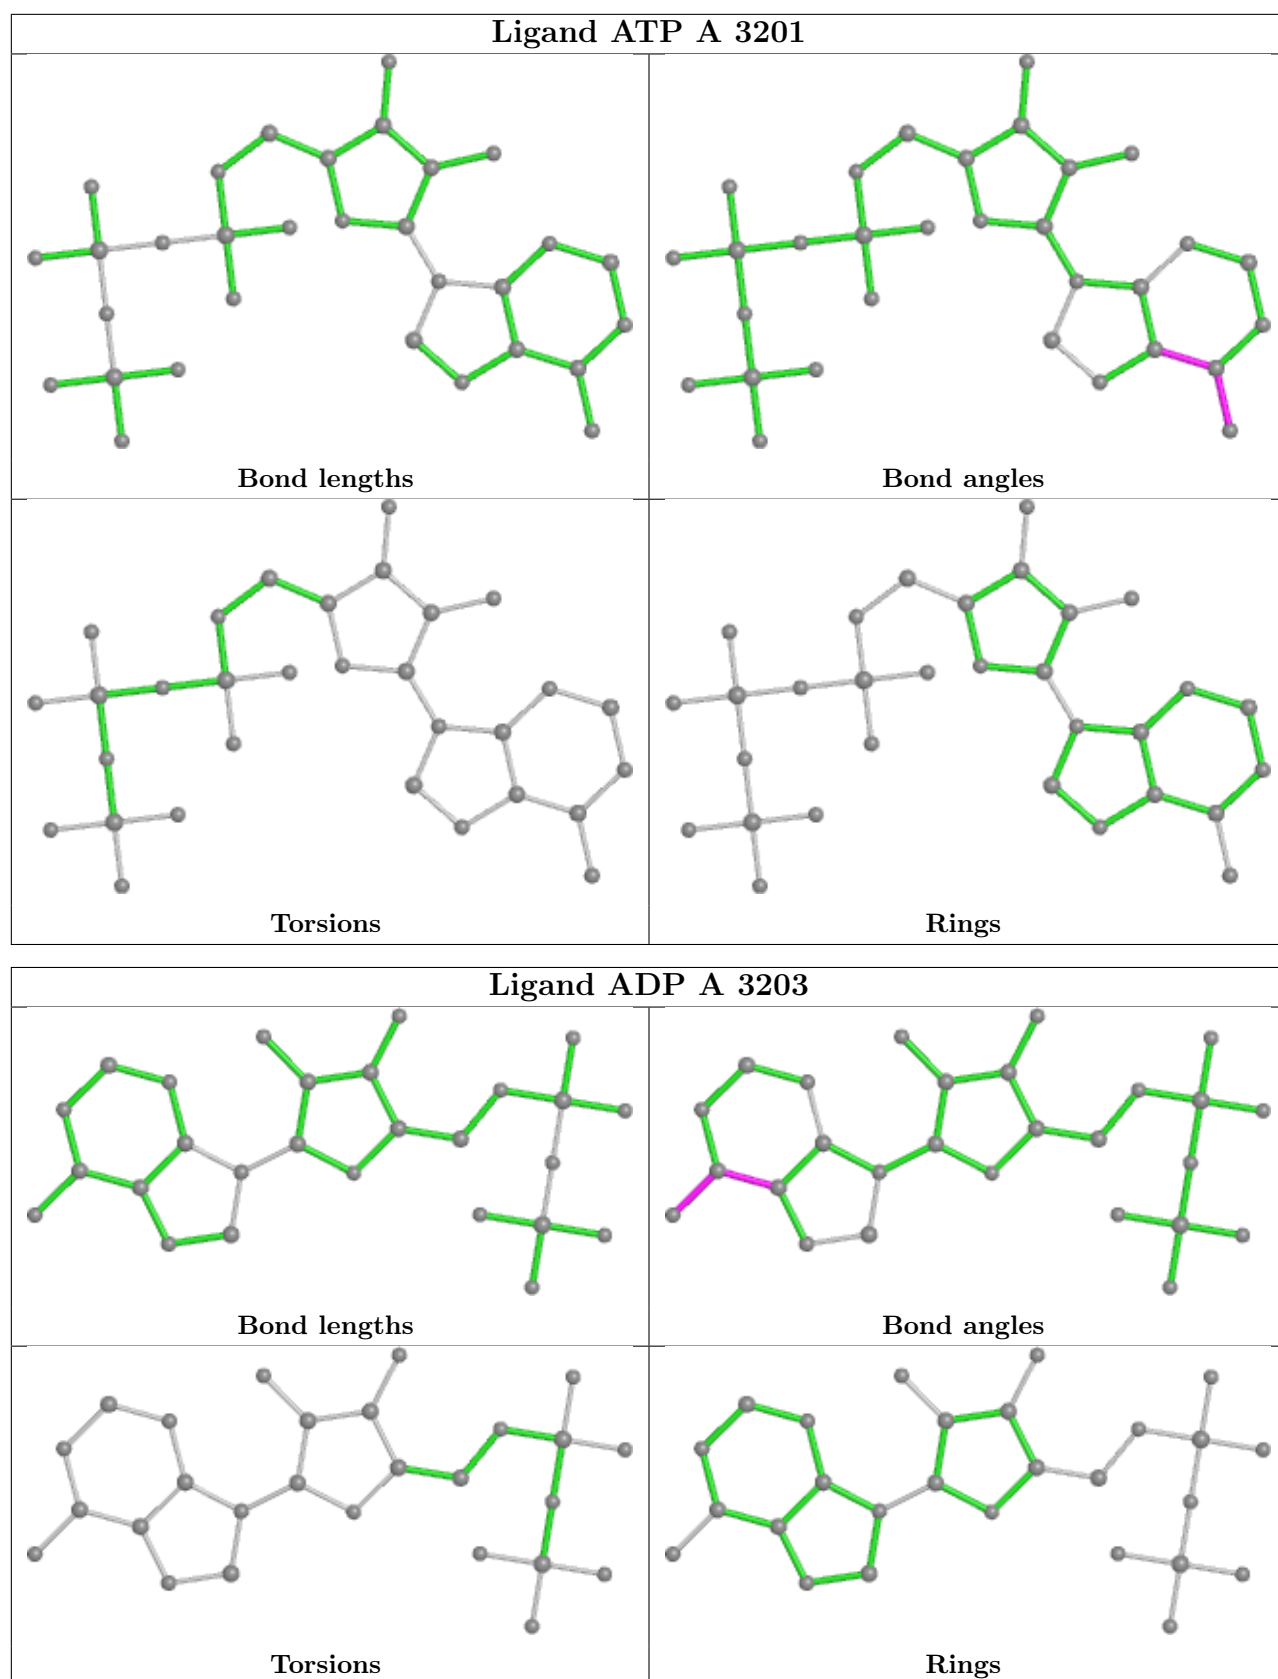 Ligand ATP A 3201
Bond lengths
Bond angles
Torsions
Rings
Ligand ADP A 3203
Bond lengths
Bond angles
Torsions
Rings